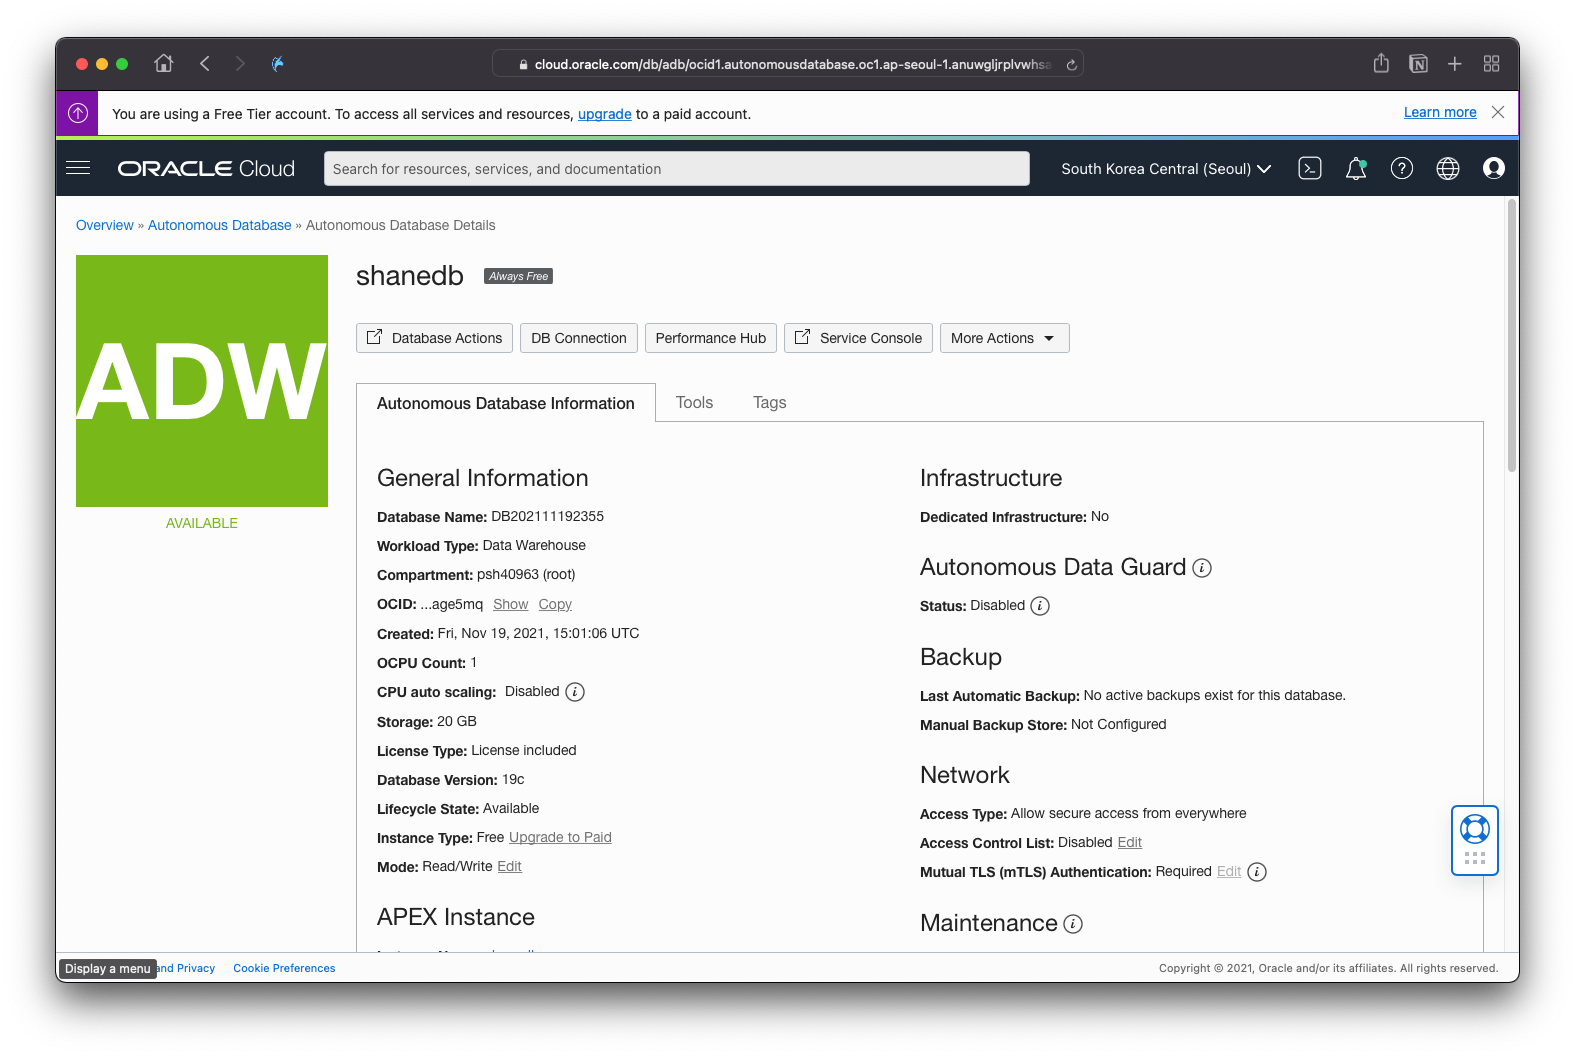 cloud.oracle.com/db/adb/ocid1.autonomousdatabase.oc1.ap-seoul-1.anuwgljrplvwhsa
You are using a Free Tier account. To access all services and resources, upgrade to a paid account.
Learn more
ORACLE Cloud
Search for resources, services, and documentation
South Korea Central (Seoul)
Overview » Autonomous Database » Autonomous Database Details
ADW
AVAILABLE
shanedb
Always Free
Database Actions
DB Connection
Performance Hub
Service Console
More Actions
Autonomous Database Information
Tools
Tags
General Information
Database Name: DB202111192355
Workload Type: Data Warehouse
Compartment: psh40963 (root)
OCID: ...age5mq Show Copy
Created: Fri, Nov 19, 2021, 15:01:06 UTC
OCPU Count: 1
CPU auto scaling: Disabled
Storage: 20 GB
License Type: License included
Database Version: 19c
Lifecycle State: Available
Instance Type: Free Upgrade to Paid
Mode: Read/Write Edit
APEX Instance
Infrastructure
Dedicated Infrastructure: No
Autonomous Data Guard
Status: Disabled
Backup
Last Automatic Backup: No active backups exist for this database.
Manual Backup Store: Not Configured
Network
Access Type: Allow secure access from everywhere
Access Control List: Disabled Edit
Mutual TLS (mTLS) Authentication: Required Edit
Maintenance
Display a menu
and Privacy
Cookie Preferences
Copyright © 2021, Oracle and/or its affiliates. All rights reserved.